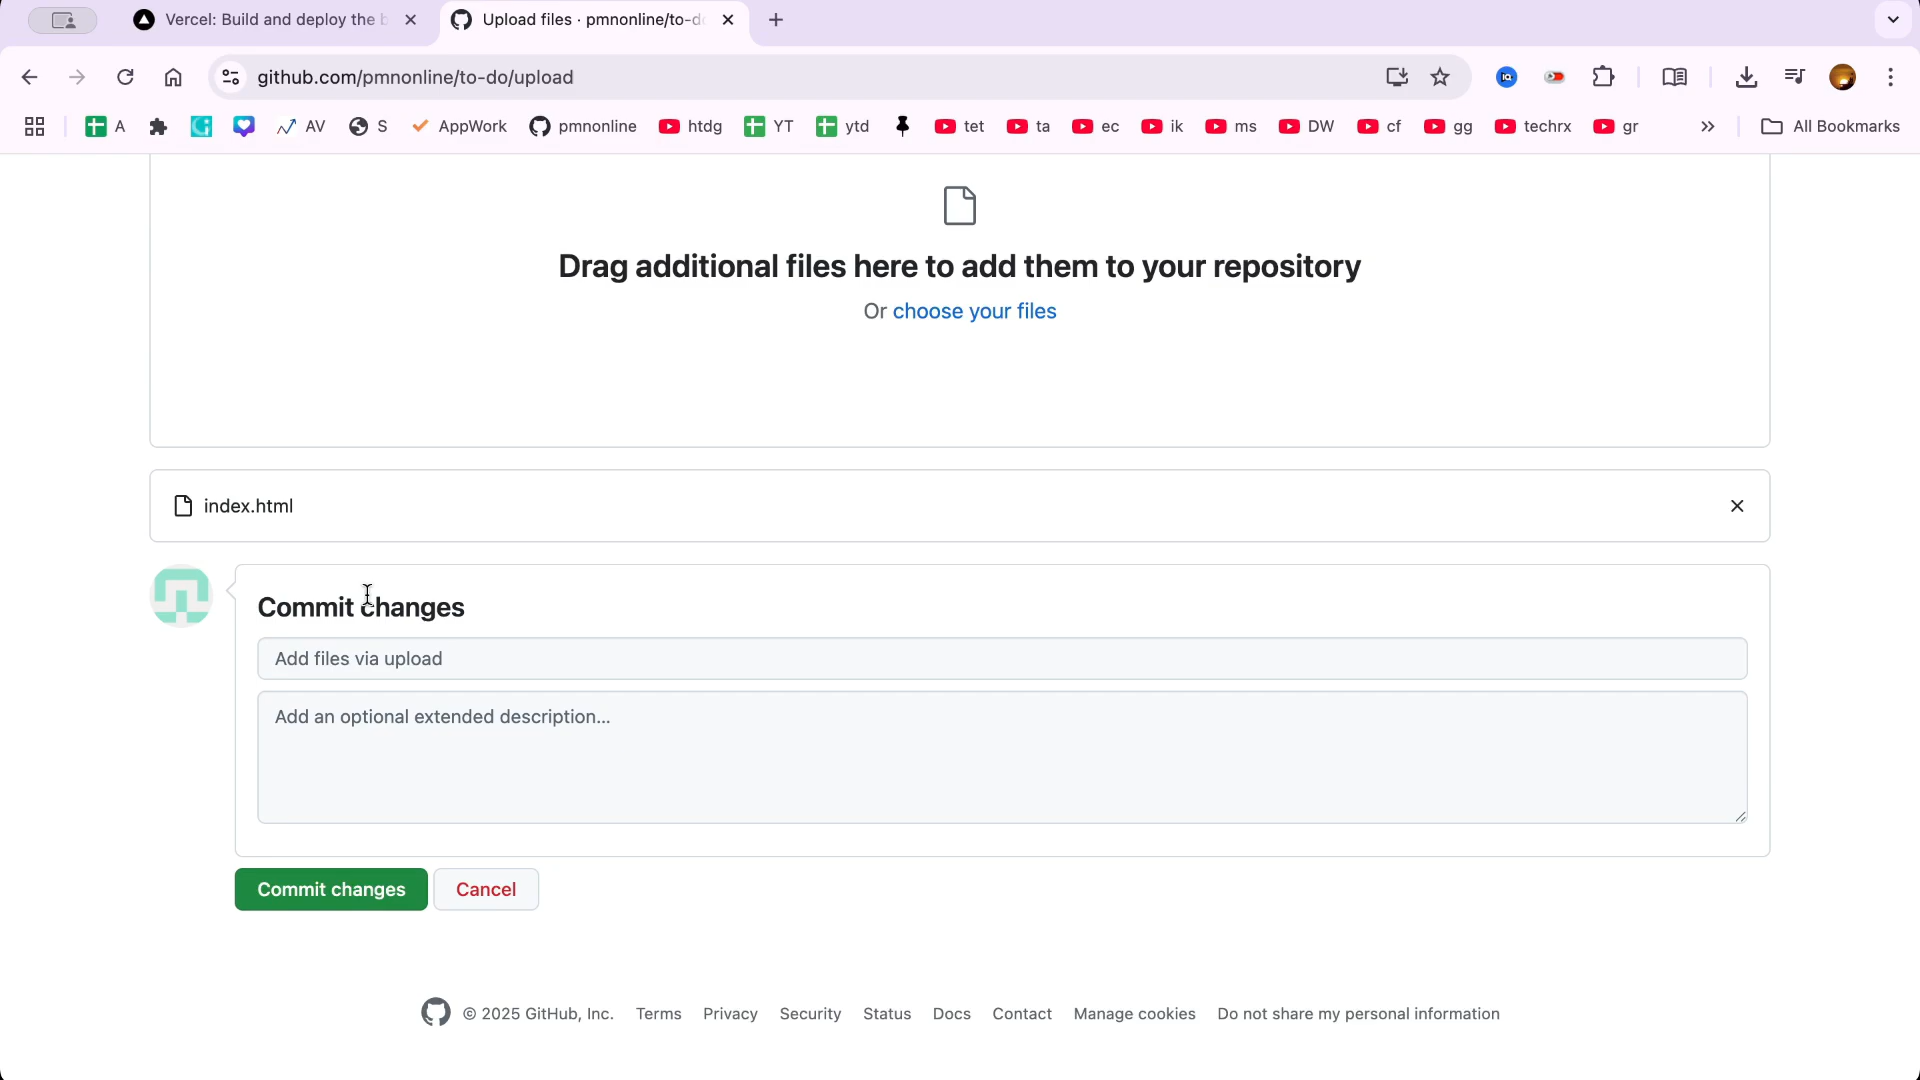 Vercel: Build and deploy the b
Upload files · pmnonline/to-do
github.com/pmnonline/to-do/upload
A
AV
S
AppWork
pmnonline
htdg
YT
ytd
tet
ta
ec
ik
ms
DW
cf
gg
techrx
gr
All Bookmarks
Drag additional files here to add them to your repository
Or choose your files
index.html
Commit changes
Add files via upload
Add an optional extended description...
Commit changes
Cancel
© 2025 GitHub, Inc. Terms Privacy Security Status Docs Contact Manage cookies Do not share my personal information